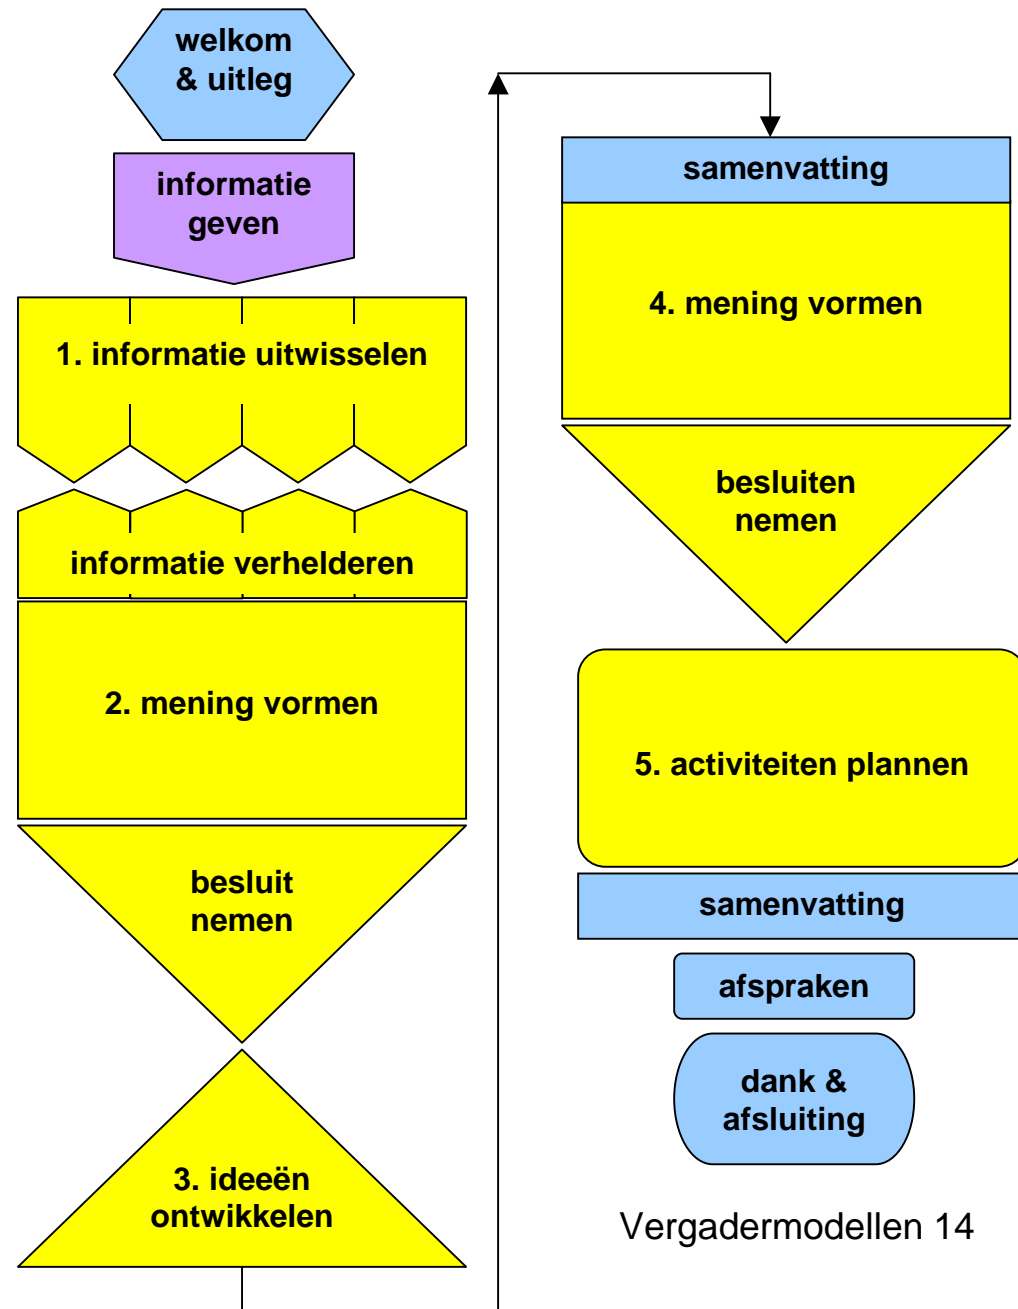 welkom
& uitleg
informatie
geven
1. informatie uitwisselen
informatie verhelderen
2. mening vormen
besluit
nemen
3. ideeën
ontwikkelen
samenvatting
4. mening vormen
besluiten
nemen
5. activiteiten plannen
samenvatting
afspraken
dank &
afsluiting
Vergadermodellen 14